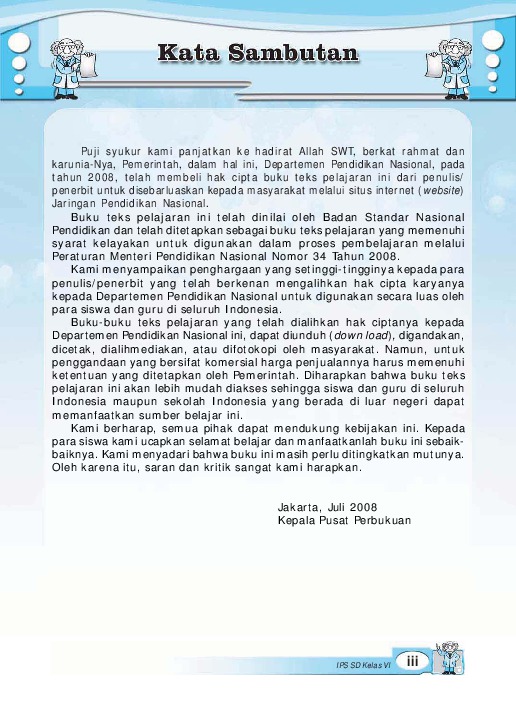 Kata Sambutan
Puji syukur kami panjatkan ke hadirat Allah SWT, berkat rahmat dan
karunia-Nya, Pemerintah, dalam hal ini, Departemen Pendidikan Nasional, pada
tahun 2008, telah membeli hak cipta buku teks pelajaran ini dari penulis/
penerbit untuk disebarluaskan kepada masyarakat melalui situs internet (website)
Jaringan Pendidikan Nasional.
Buku teks pelajaran ini telah dinilai oleh Badan Standar Nasional
Pendidikan dan telah ditetapkan sebagai buku teks pelajaran yang memenuhi
syarat kelayakan untuk digunakan dalam proses pembelajaran melalui
Peraturan Menteri Pendidikan Nasional Nomor 34 Tahun 2008.
Kami menyampaikan penghargaan yang setinggi-tingginya kepada para
penulis/penerbit yang telah berkenan mengalihkan hak cipta karyanya
kepada Departemen Pendidikan Nasional untuk digunakan secara luas oleh
para siswa dan guru di seluruh Indonesia.
Buku-buku teks pelajaran yang telah dialihkan hak ciptanya kepada
Departemen Pendidikan Nasional ini, dapat diunduh (down load), digandakan,
dicetak, dialihmediakan, atau difotokopi oleh masyarakat. Namun, untuk
penggandaan yang bersifat komersial harga penjualannya harus memenuhi
ketentuan yang ditetapkan oleh Pemerintah. Diharapkan bahwa buku teks
pelajaran ini akan lebih mudah diakses sehingga siswa dan guru di seluruh
Indonesia maupun sekolah Indonesia yang berada di luar negeri dapat
memanfaatkan sumber belajar ini.
Kami berharap, semua pihak dapat mendukung kebijakan ini. Kepada
para siswa kami ucapkan selamat belajar dan manfaatkanlah buku ini sebaik-
baiknya. Kami menyadari bahwa buku ini masih perlu ditingkatkan mutunya.
Oleh karena itu, saran dan kritik sangat kami harapkan.
Jakarta, Juli 2008
Kepala Pusat Perbukuan
IPS SD Kelas VI
iii